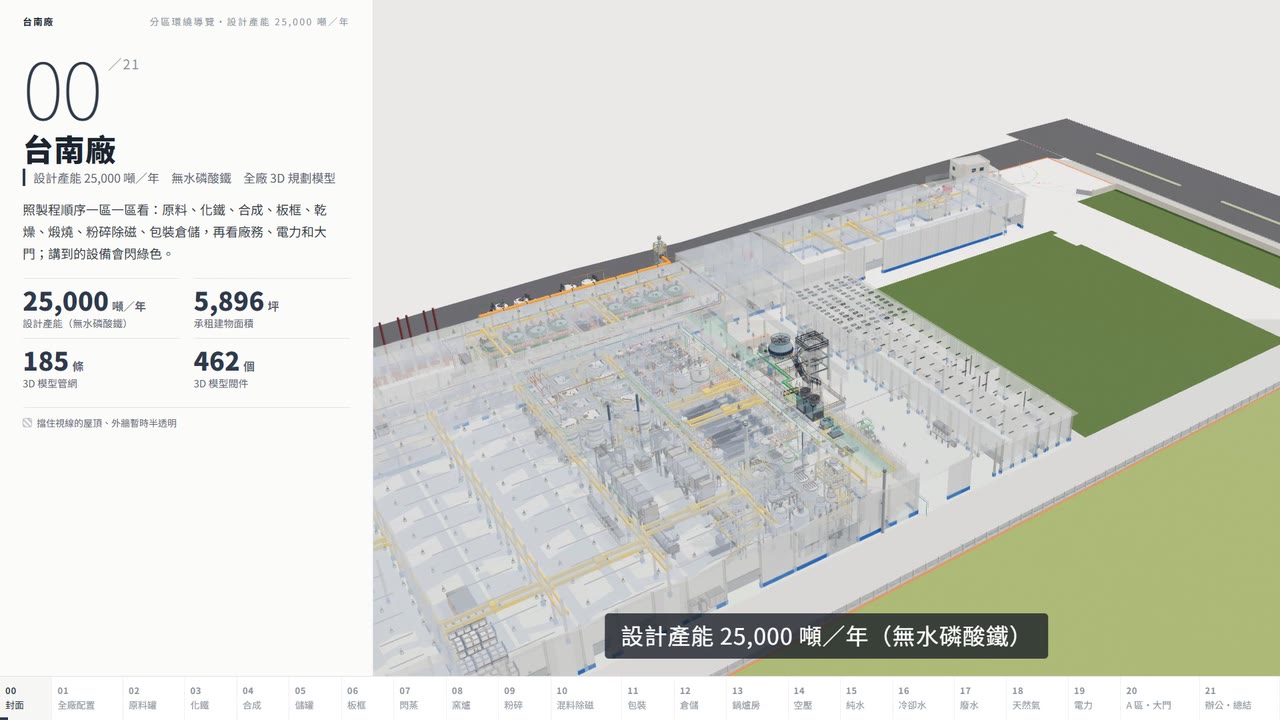 台南廠
分區環繞導覽・設計產能 25,000 噸／年
00
／21
台南廠
設計產能 25,000 噸／年　無水磷酸鐵　全廠 3D 規劃模型
照製程順序一區一區看：原料、化鐵、合成、板框、乾
燥、煅燒、粉碎除磁、包裝倉儲，再看廠務、電力和大
門；講到的設備會閃綠色。
25,000 噸／年
設計產能（無水磷酸鐵）
5,896 坪
承租建物面積
185 條
3D 模型管網
462 個
3D 模型閥件
擋住視線的屋頂、外牆暫時半透明
設計產能 25,000 噸／年（無水磷酸鐵）
00
封面
01
全廠配置
02
原料罐
03
化鐵
04
合成
05
儲罐
06
板框
07
閃蒸
08
窯爐
09
粉碎
10
混料除磁
11
包裝
12
倉儲
13
鍋爐房
14
空壓
15
純水
16
冷卻水
17
廢水
18
天然氣
19
電力
20
A 區・大門
21
辦公・總結